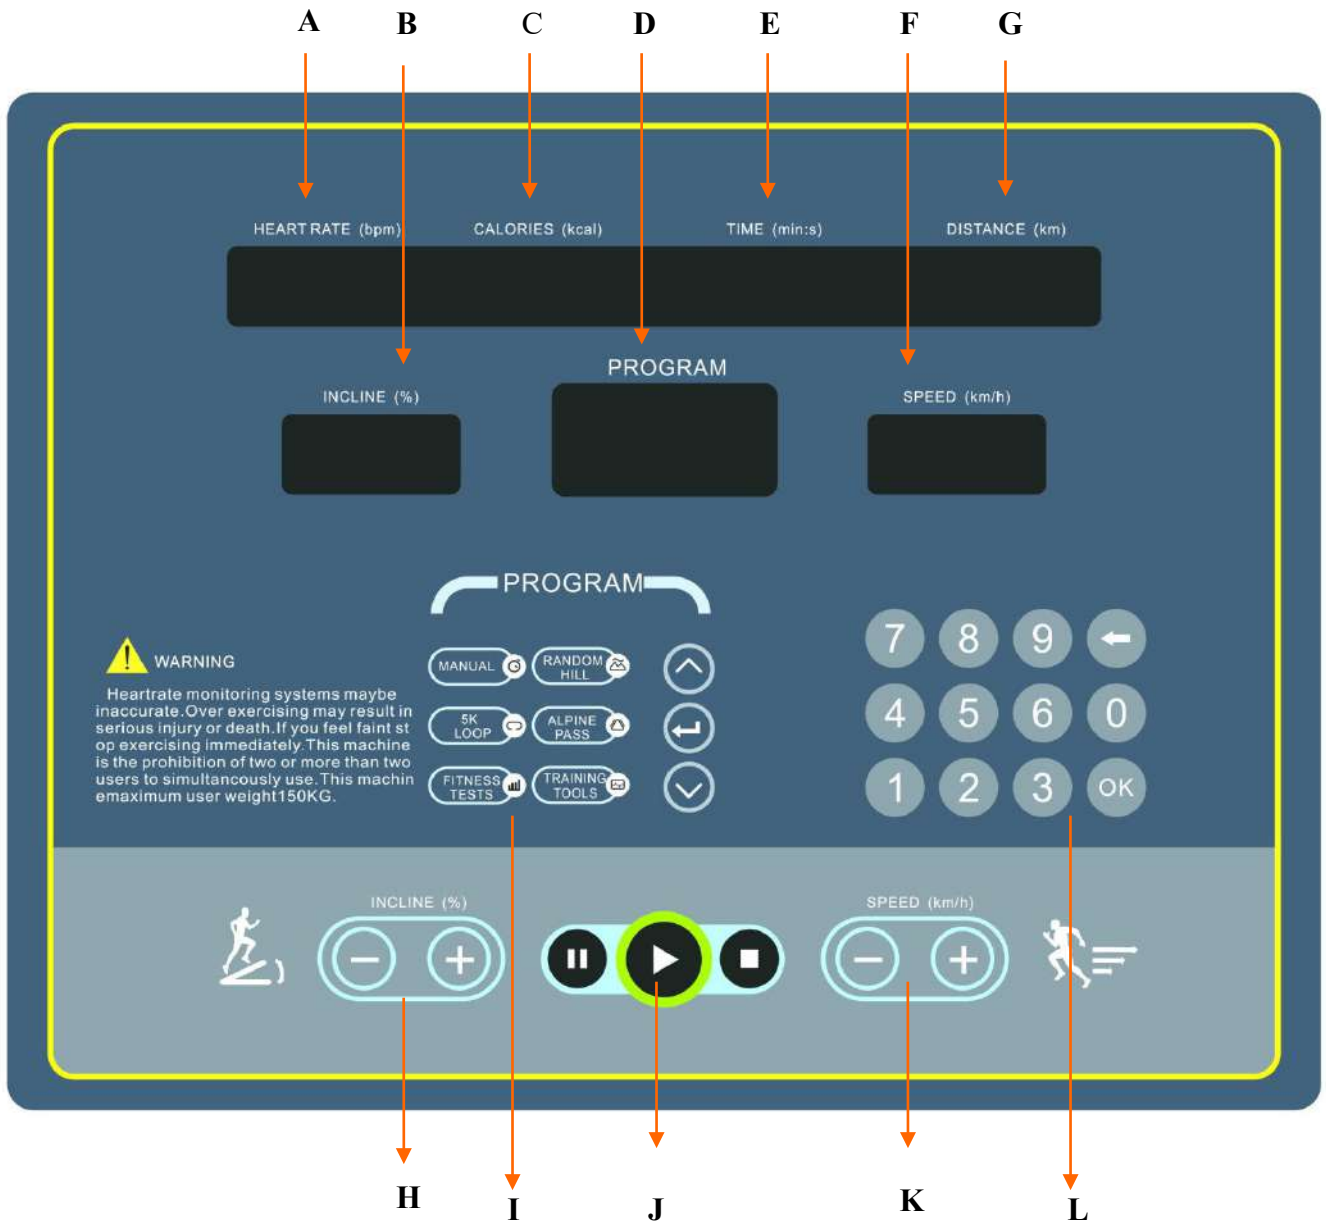 A B C D E F G
HEART RATE (bpm) CALORIES (kcal) TIME (min:s) DISTANCE (km)
PROGRAM
INCLINE (%) SPEED (km/h)
PROGRAM
WARNING
Heartrate monitoring systems maybe
inaccurate.Over exercising may result in
serious injury or death.If you feel faint st
op exercising immediately.This machine
is the prohibition of two or more than two
users to simultancously use.This machin
emaximum user weight150KG.
MANUAL
RANDOM
HILL
5K
LOOP
ALPINE
PASS
FITNESS
TESTS
TRAINING
TOOLS
7 8 9
4 5 6 0
1 2 3 OK
INCLINE (%) SPEED (km/h)
H I J K L